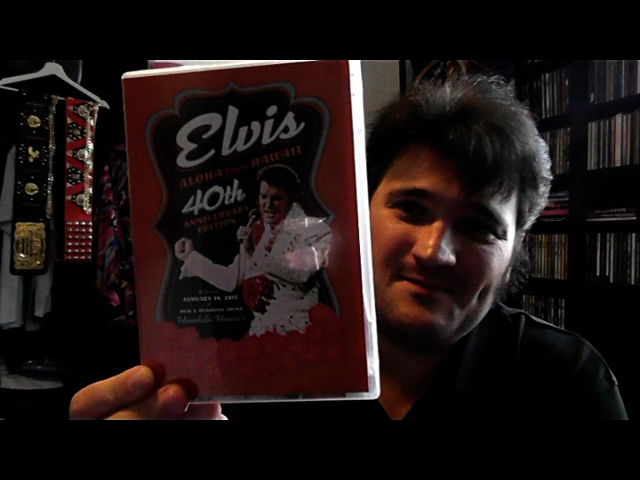 Elvis
ALOHA from HAWAII
40th
ANNIVERSARY
EDITION
JANUARY 14, 2013
Honolulu, Hawaii